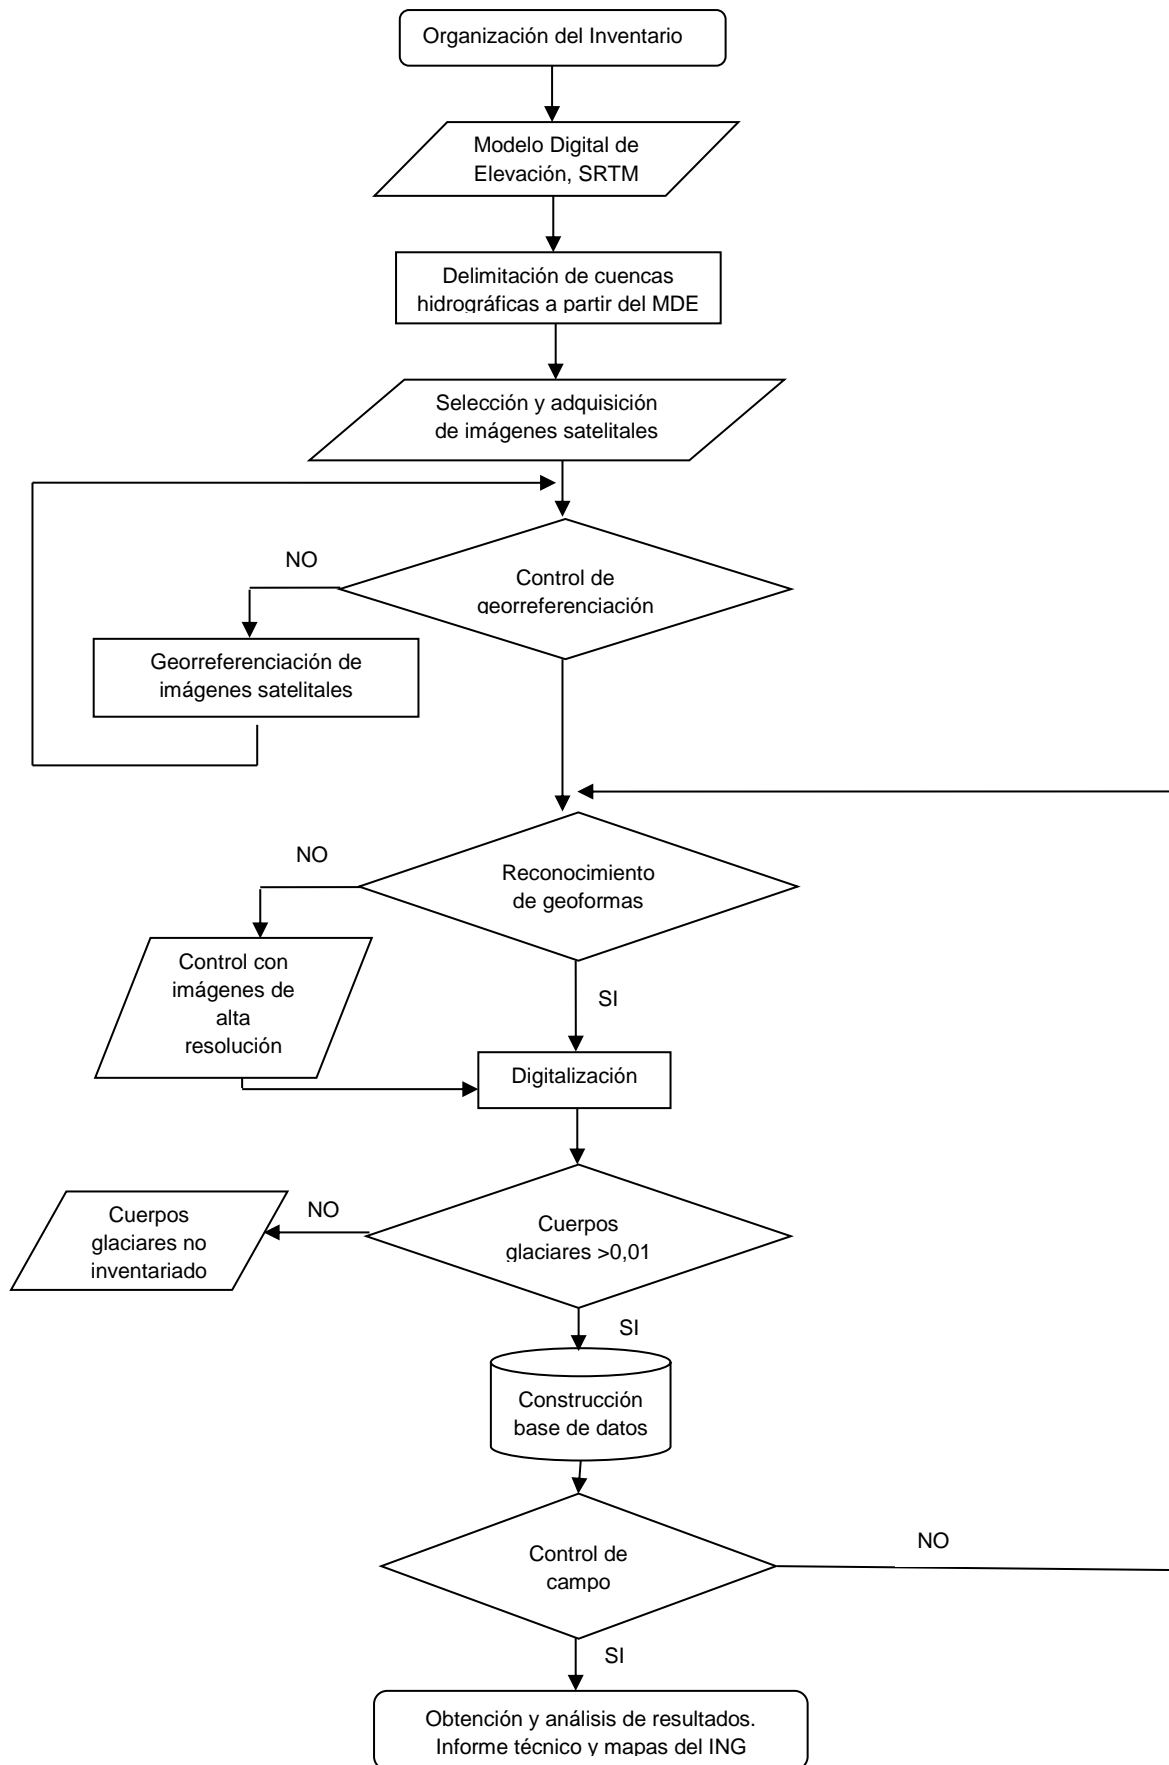 Organización del Inventario
Modelo Digital de
Elevación, SRTM
Delimitación de cuencas
hidrográficas a partir del MDE
Selección y adquisición
de imágenes satelitales
NO
Control de
georreferenciación
Georreferenciación de
imágenes satelitales
NO
Reconocimiento
de geoformas
Control con
imágenes de
alta
resolución
SI
Digitalización
Cuerpos
glaciares no
inventariado
NO
Cuerpos
glaciares >0,01
SI
Construcción
base de datos
Control de
campo
NO
SI
Obtención y análisis de resultados.
Informe técnico y mapas del ING